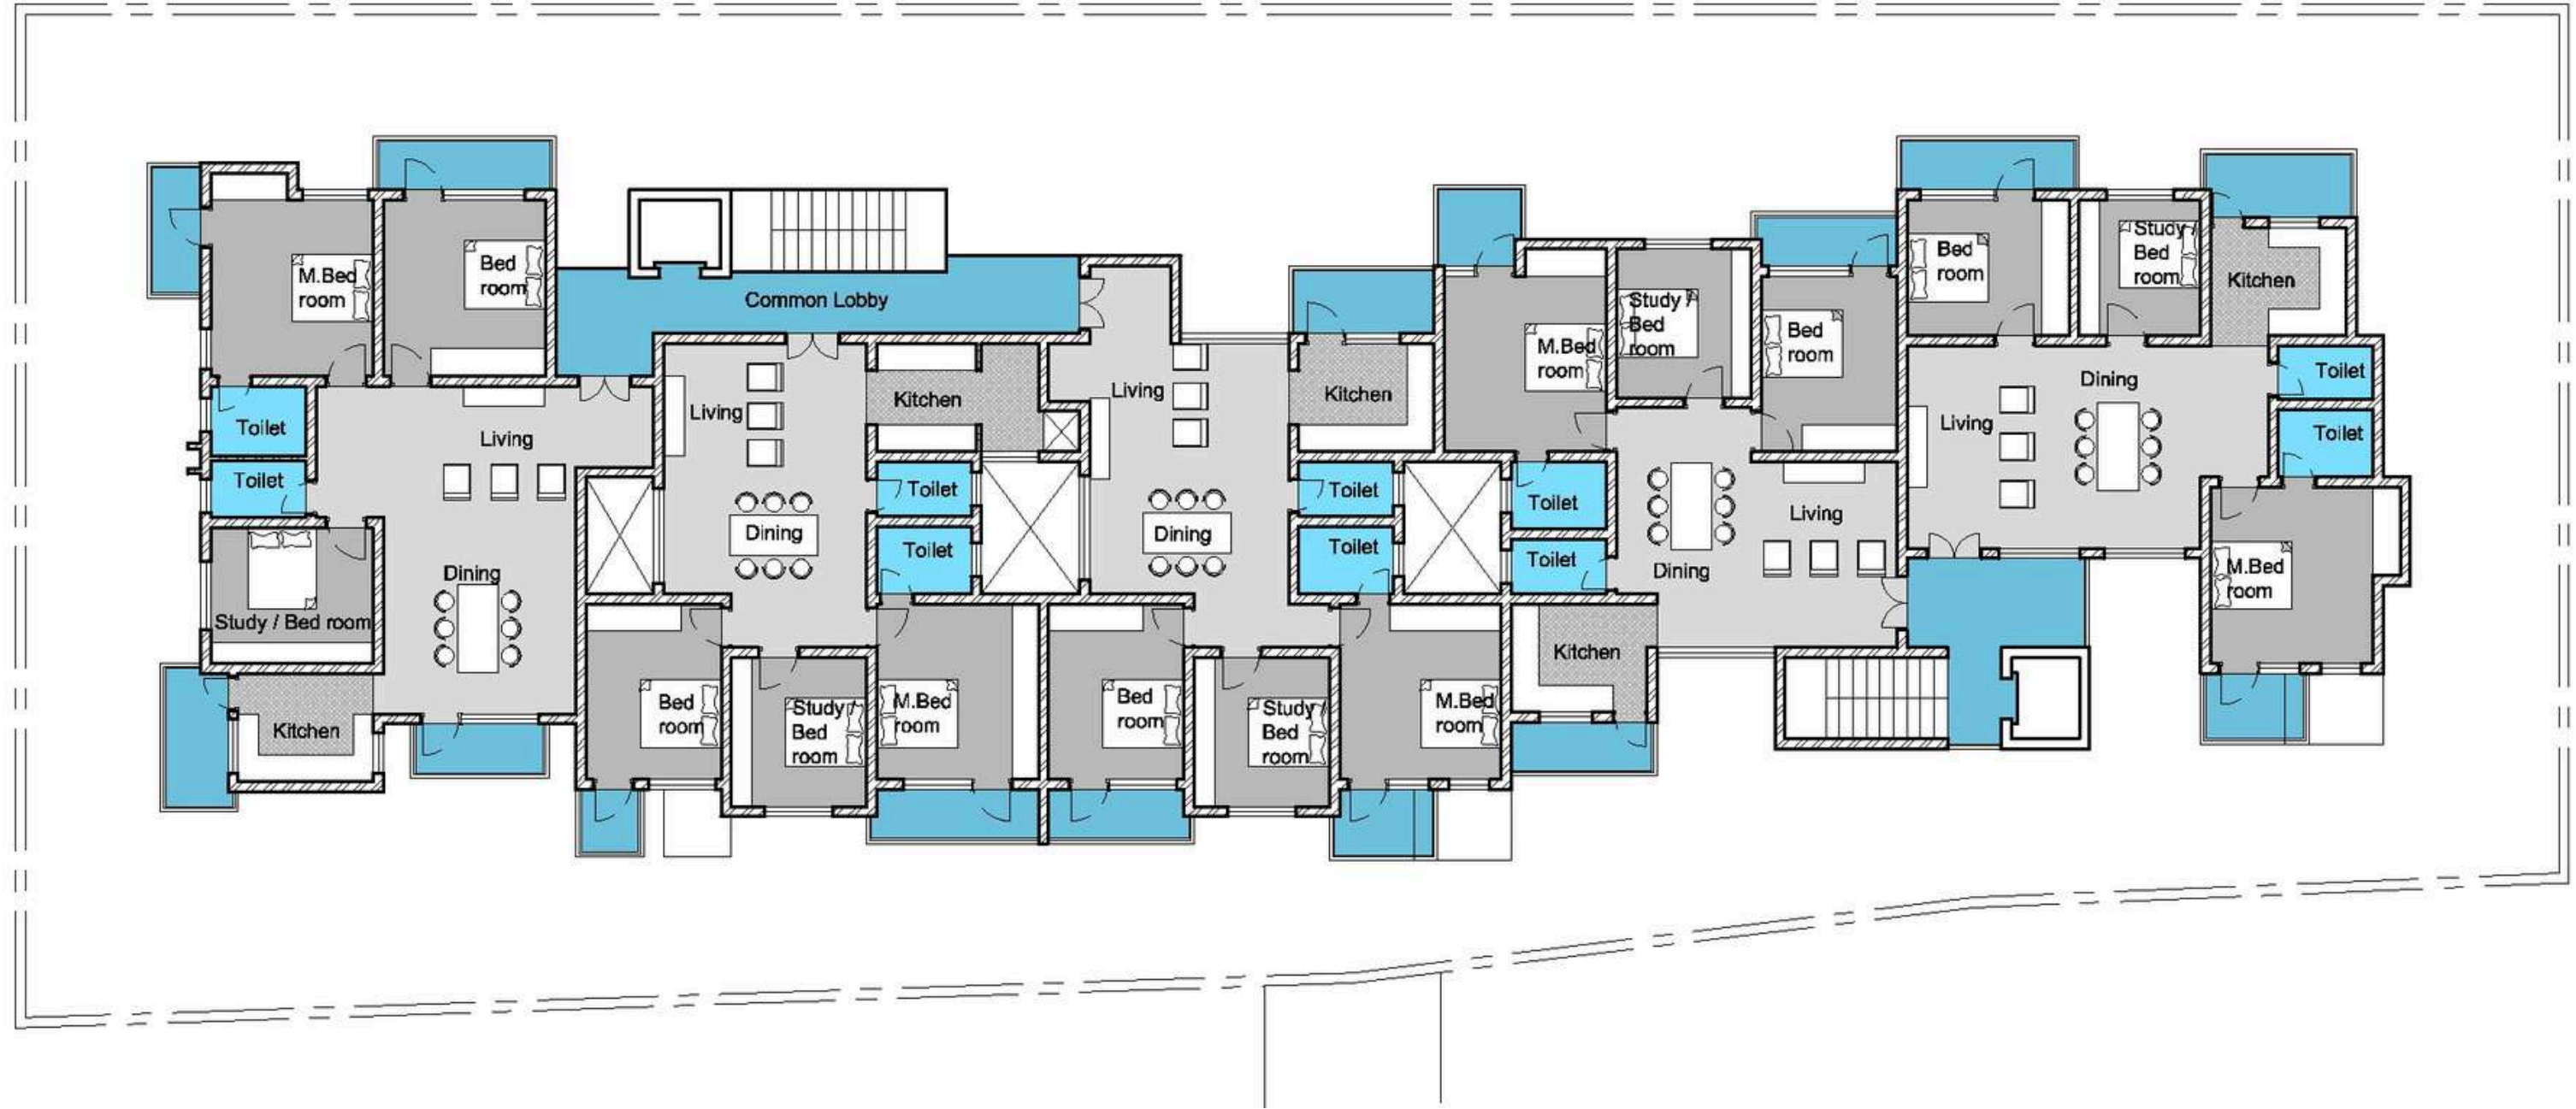 M.Bed
room
Bed
room
Toilet
Toilet
Living
Study / Bed room
Dining
Kitchen
Common Lobby
Living
Kitchen
Toilet
Dining
Toilet
Bed
room
Study /
Bed
room
M.Bed
room
Living
Kitchen
Toilet
Dining
Toilet
Bed
room
Study /
Bed
room
M.Bed
room
M.Bed
room
Study /
Bed
room
Bed
room
Toilet
Toilet
Living
Dining
Kitchen
Bed
room
Study /
Bed
room
Kitchen
Toilet
Dining
Living
Toilet
M.Bed
room